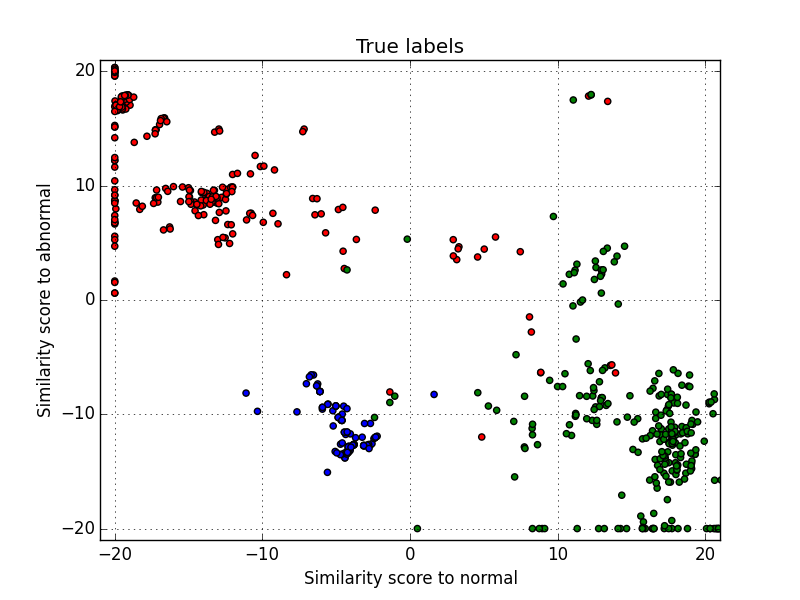 True labels
20
10
0
−10
−20
Similarity score to abnormal
−20 −10 0 10 20
Similarity score to normal